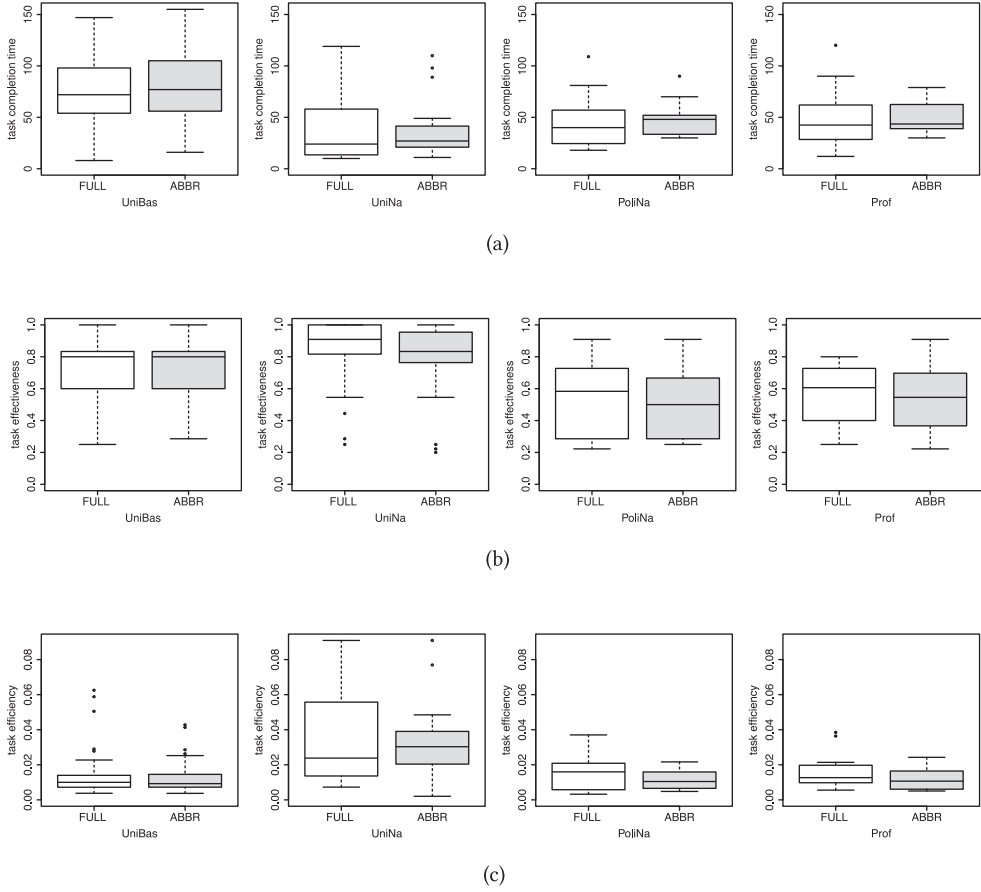 task completion time
0 50 100 150
FULL ABBR
UniBas
task completion time
0 50 100 150
FULL ABBR
UniNa
task completion time
0 50 100 150
FULL ABBR
PoliNa
task completion time
0 50 100 150
FULL ABBR
Prof
(a)
task effectiveness
0.0 0.2 0.4 0.6 0.8 1.0
FULL ABBR
UniBas
task effectiveness
0.0 0.2 0.4 0.6 0.8 1.0
FULL ABBR
UniNa
task effectiveness
0.0 0.2 0.4 0.6 0.8 1.0
FULL ABBR
PoliNa
task effectiveness
0.0 0.2 0.4 0.6 0.8 1.0
FULL ABBR
Prof
(b)
task efficiency
0.00 0.02 0.04 0.06 0.08
FULL ABBR
UniBas
task efficiency
0.00 0.02 0.04 0.06 0.08
FULL ABBR
UniNa
task efficiency
0.00 0.02 0.04 0.06 0.08
FULL ABBR
PoliNa
task efficiency
0.00 0.02 0.04 0.06 0.08
FULL ABBR
Prof
(c)